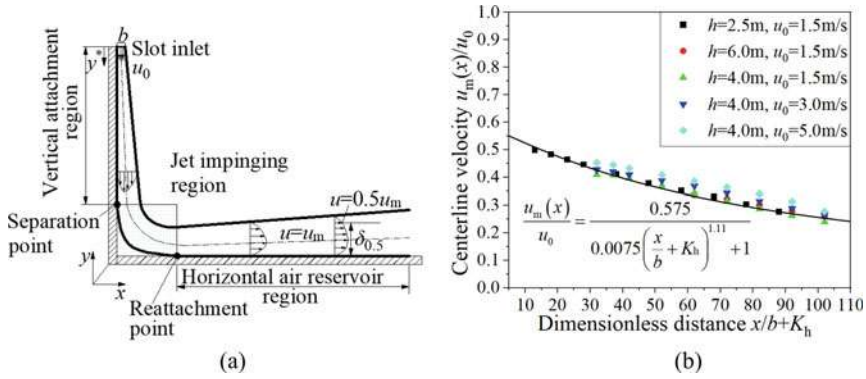 (a)
b
Slot inlet
y*
u0
Vertical attachment
region
Jet impinging
region
u=0.5um
Separation
point
u=um
δ0.5
y
x
Horizontal air reservoir
region
Reattachment
point
(b)
Centerline velocity um(x)/u0
1.0
0.9
0.8
0.7
0.6
0.5
0.4
0.3
0.2
0.1
0.0
h=2.5m, u0=1.5m/s
h=6.0m, u0=1.5m/s
h=4.0m, u0=1.5m/s
h=4.0m, u0=3.0m/s
h=4.0m, u0=5.0m/s
um(x)/u0 = 0.575/(0.0075(x/b + Kh)^1.11 + 1)
10 20 30 40 50 60 70 80 90 100 110
Dimensionless distance x/b+Kh
(a)
(b)